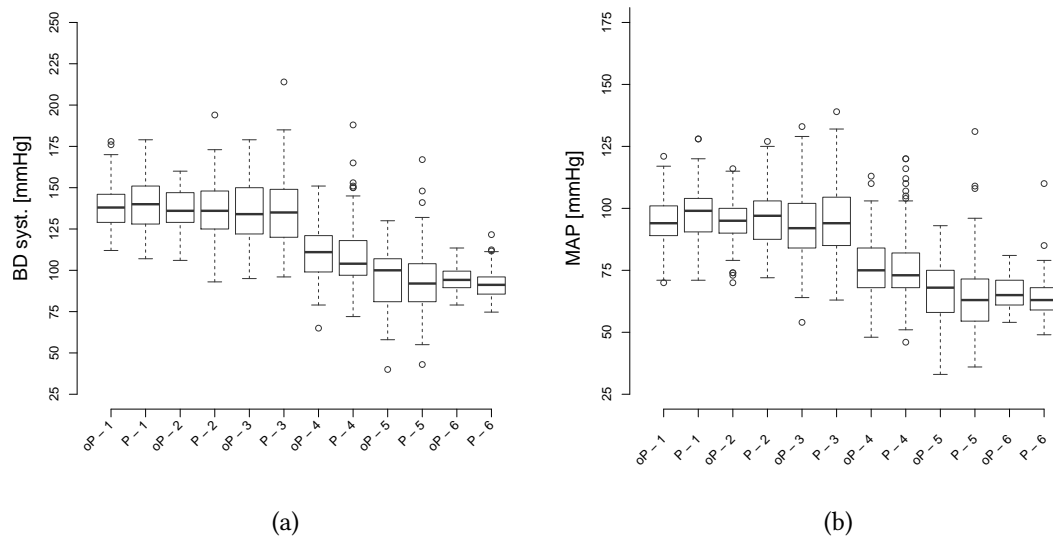 BD syst. [mmHg]
250
225
200
175
150
125
100
75
50
25
oP − 1
P − 1
oP − 2
P − 2
oP − 3
P − 3
oP − 4
P − 4
oP − 5
P − 5
oP − 6
P − 6
(a)
MAP [mmHg]
175
150
125
100
75
50
25
oP − 1
P − 1
oP − 2
P − 2
oP − 3
P − 3
oP − 4
P − 4
oP − 5
P − 5
oP − 6
P − 6
(b)